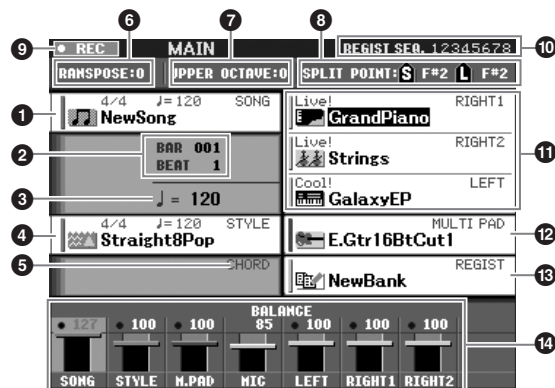 6 7 8
9 REC MAIN REGIST SEQ. 12345678 10
RANSPOSE:0 UPPER OCTAVE:0 SPLIT POINT: S F#2 L F#2
1 4/4 ♩=120 SONG
NewSong
Live! RIGHT1
GrandPiano
2 BAR 001
BEAT 1
Live! RIGHT2
Strings
11
3 ♩= 120
Cool! LEFT
GalaxyEP
4 4/4 ♩=120 STYLE
Straight8Pop
MULTI PAD
E.Gtr16BtCut1
12
5 CHORD
REGIST
NewBank
13
BALANCE
127 100 100 85 100 100 100
14
SONG STYLE M.PAD MIC LEFT RIGHT1 RIGHT2